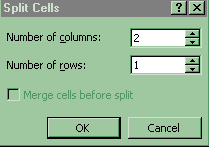 Split Cells
Number of columns: 2
Number of rows: 1
Merge cells before split
OK Cancel